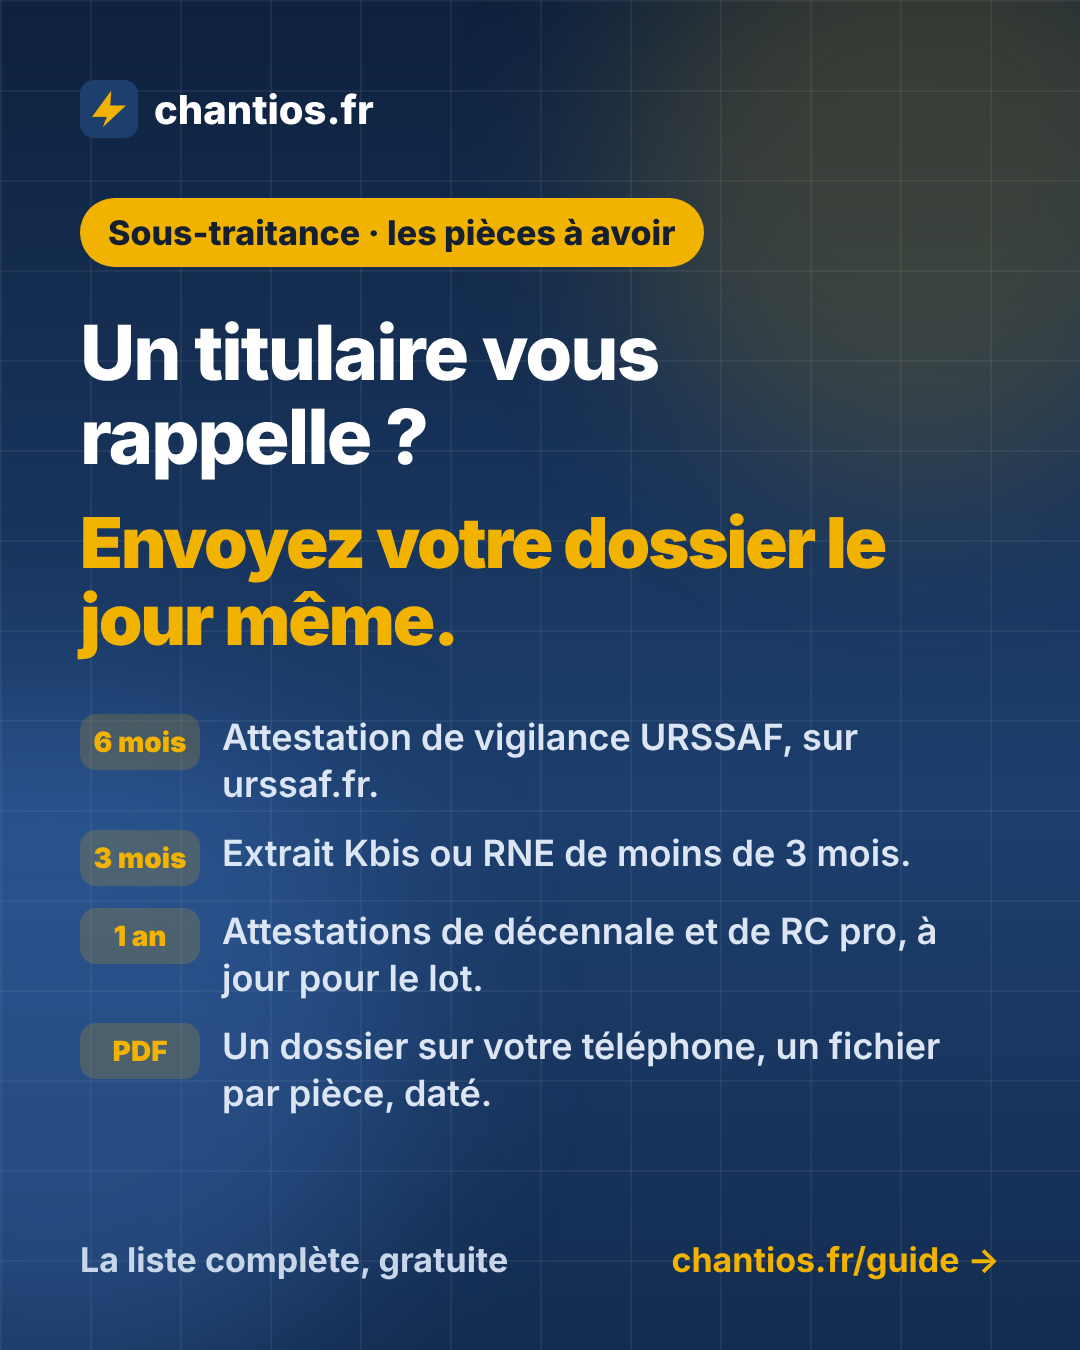 chantios.fr
Sous-traitance · les pièces à avoir
Un titulaire vous
rappelle ?
Envoyez votre dossier le
jour même.
6 mois Attestation de vigilance URSSAF, sur
urssaf.fr.
3 mois Extrait Kbis ou RNE de moins de 3 mois.
1 an Attestations de décennale et de RC pro, à
jour pour le lot.
PDF Un dossier sur votre téléphone, un fichier
par pièce, daté.
La liste complète, gratuite chantios.fr/guide →